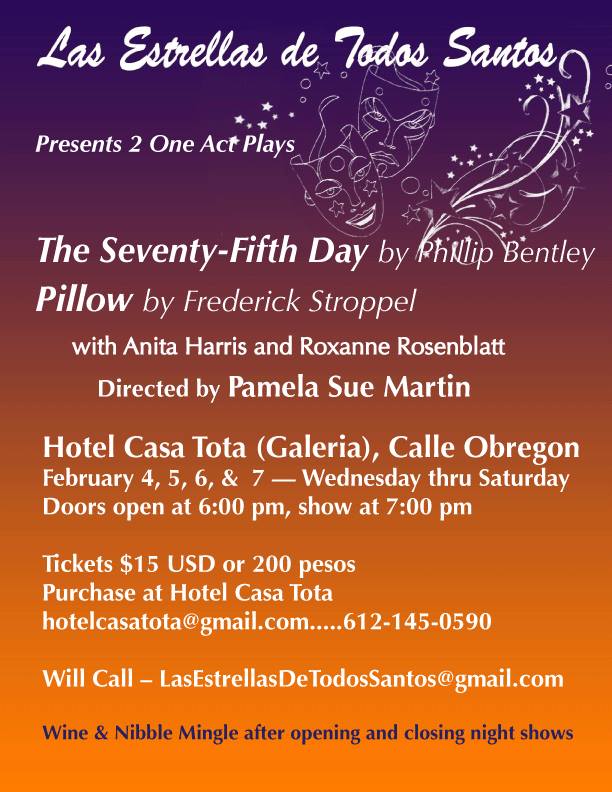 Las Estrellas de Todos Santos
Presents 2 One Act Plays
The Seventy-Fifth Day by Phillip Bentley
Pillow by Frederick Stroppel
with Anita Harris and Roxanne Rosenblatt
Directed by Pamela Sue Martin
Hotel Casa Tota (Galeria), Calle Obregon
February 4, 5, 6, & 7 — Wednesday thru Saturday
Doors open at 6:00 pm, show at 7:00 pm
Tickets $15 USD or 200 pesos
Purchase at Hotel Casa Tota
hotelcasatota@gmail.com.....612-145-0590
Will Call – LasEstrellasDeTodosSantos@gmail.com
Wine & Nibble Mingle after opening and closing night shows